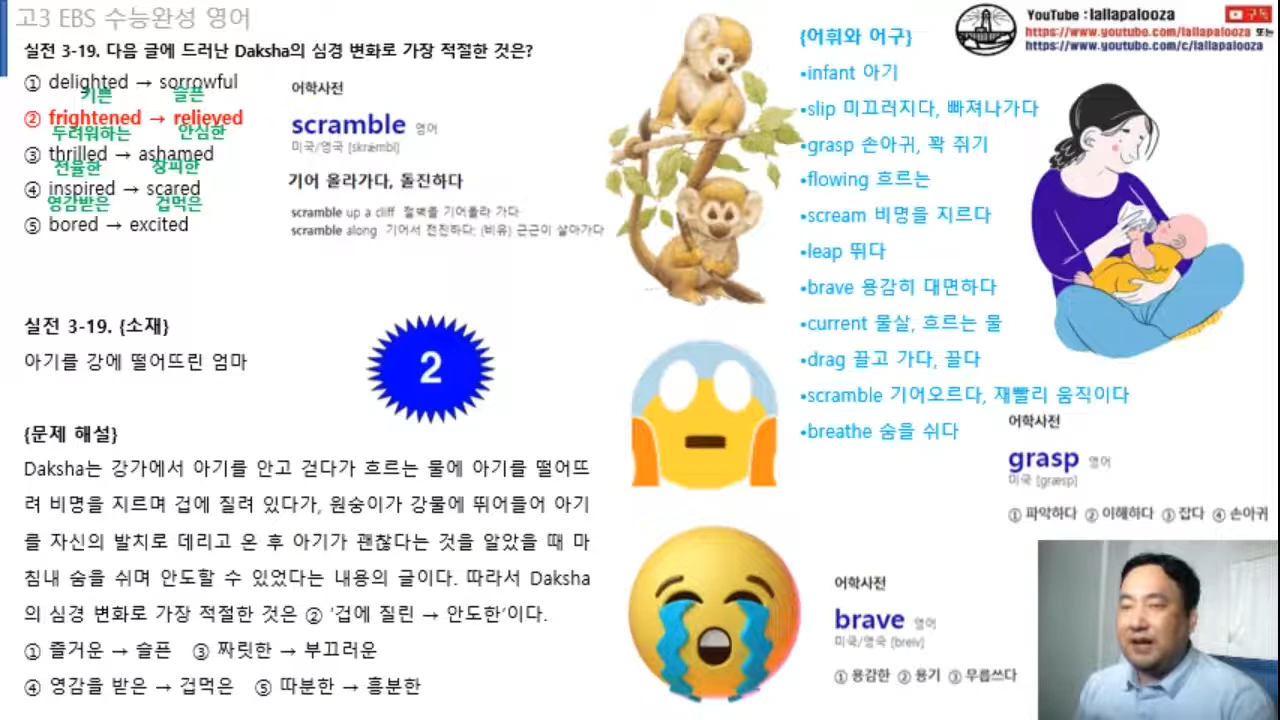 고3 EBS 수능완성 영어
실전 3-19. 다음 글에 드러난 Daksha의 심경 변화로 가장 적절한 것은?
① delighted → sorrowful
기쁜 슬픈
② frightened → relieved
두려워하는 안심한
③ thrilled → ashamed
전율한 창피한
④ inspired → scared
영감받은 겁먹은
⑤ bored → excited
어학사전
scramble 영어
미국/영국 [skræmbl]
기어 올라가다, 돌진하다
scramble up a cliff 절벽을 기어올라 가다
scramble along 기어서 전진하다; (비유) 근근이 살아가다
실전 3-19. {소재}
아기를 강에 떨어뜨린 엄마
2
{문제 해설}
Daksha는 강가에서 아기를 안고 걷다가 흐르는 물에 아기를 떨어뜨
려 비명을 지르며 겁에 질려 있다가, 원숭이가 강물에 뛰어들어 아기
를 자신의 발치로 데리고 온 후 아기가 괜찮다는 것을 알았을 때 마
침내 숨을 쉬며 안도할 수 있었다는 내용의 글이다. 따라서 Daksha
의 심경 변화로 가장 적절한 것은 ② ‘겁에 질린 → 안도한’이다.
① 즐거운 → 슬픈 ③ 짜릿한 → 부끄러운
④ 영감을 받은 → 겁먹은 ⑤ 따분한 → 흥분한
{어휘와 어구}
•infant 아기
•slip 미끄러지다, 빠져나가다
•grasp 손아귀, 꽉 쥐기
•flowing 흐르는
•scream 비명을 지르다
•leap 뛰다
•brave 용감히 대면하다
•current 물살, 흐르는 물
•drag 끌고 가다, 끌다
•scramble 기어오르다, 재빨리 움직이다
•breathe 숨을 쉬다
YouTube : lallapalooza
구독
https://www.youtube.com/lallapalooza 또는
https://www.youtube.com/c/lallapalooza
어학사전
grasp 영어
미국 [græsp]
① 파악하다 ② 이해하다 ③ 잡다 ④ 손아귀
어학사전
brave 영어
미국/영국 [breiv]
① 용감한 ② 용기 ③ 무릅쓰다